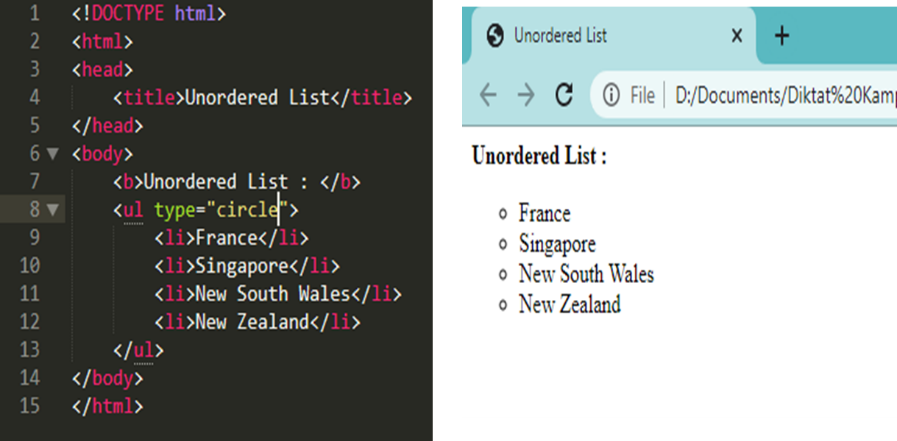 1 <!DOCTYPE html>
2 <html>
3 <head>
4 <title>Unordered List</title>
5 </head>
6 <body>
7 <b>Unordered List : </b>
8 <ul type="circle">
9 <li>France</li>
10 <li>Singapore</li>
11 <li>New South Wales</li>
12 <li>New Zealand</li>
13 </ul>
14 </body>
15 </html>
Unordered List
File D:/Documents/Diktat%20Kamp
Unordered List :
France
Singapore
New South Wales
New Zealand